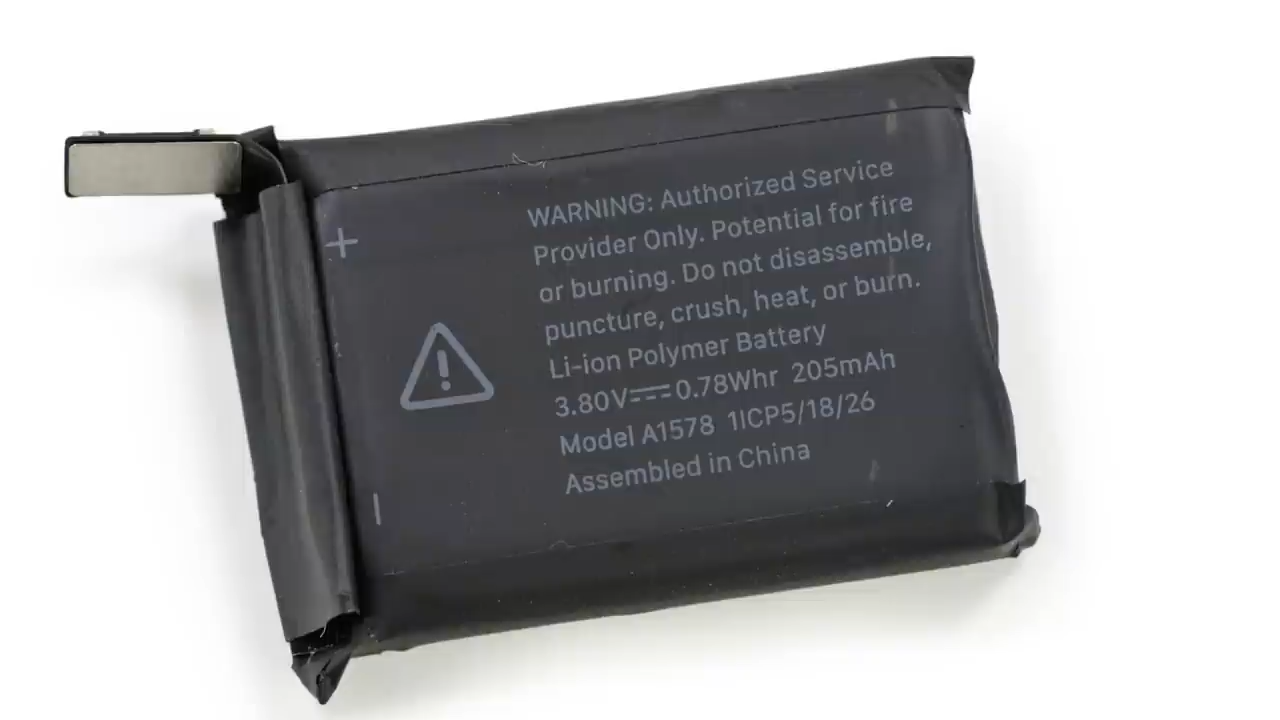 WARNING: Authorized Service
Provider Only. Potential for fire
or burning. Do not disassemble,
puncture, crush, heat, or burn.
Li-ion Polymer Battery
3.80V⎓0.78Whr 205mAh
Model A1578 1ICP5/18/26
Assembled in China